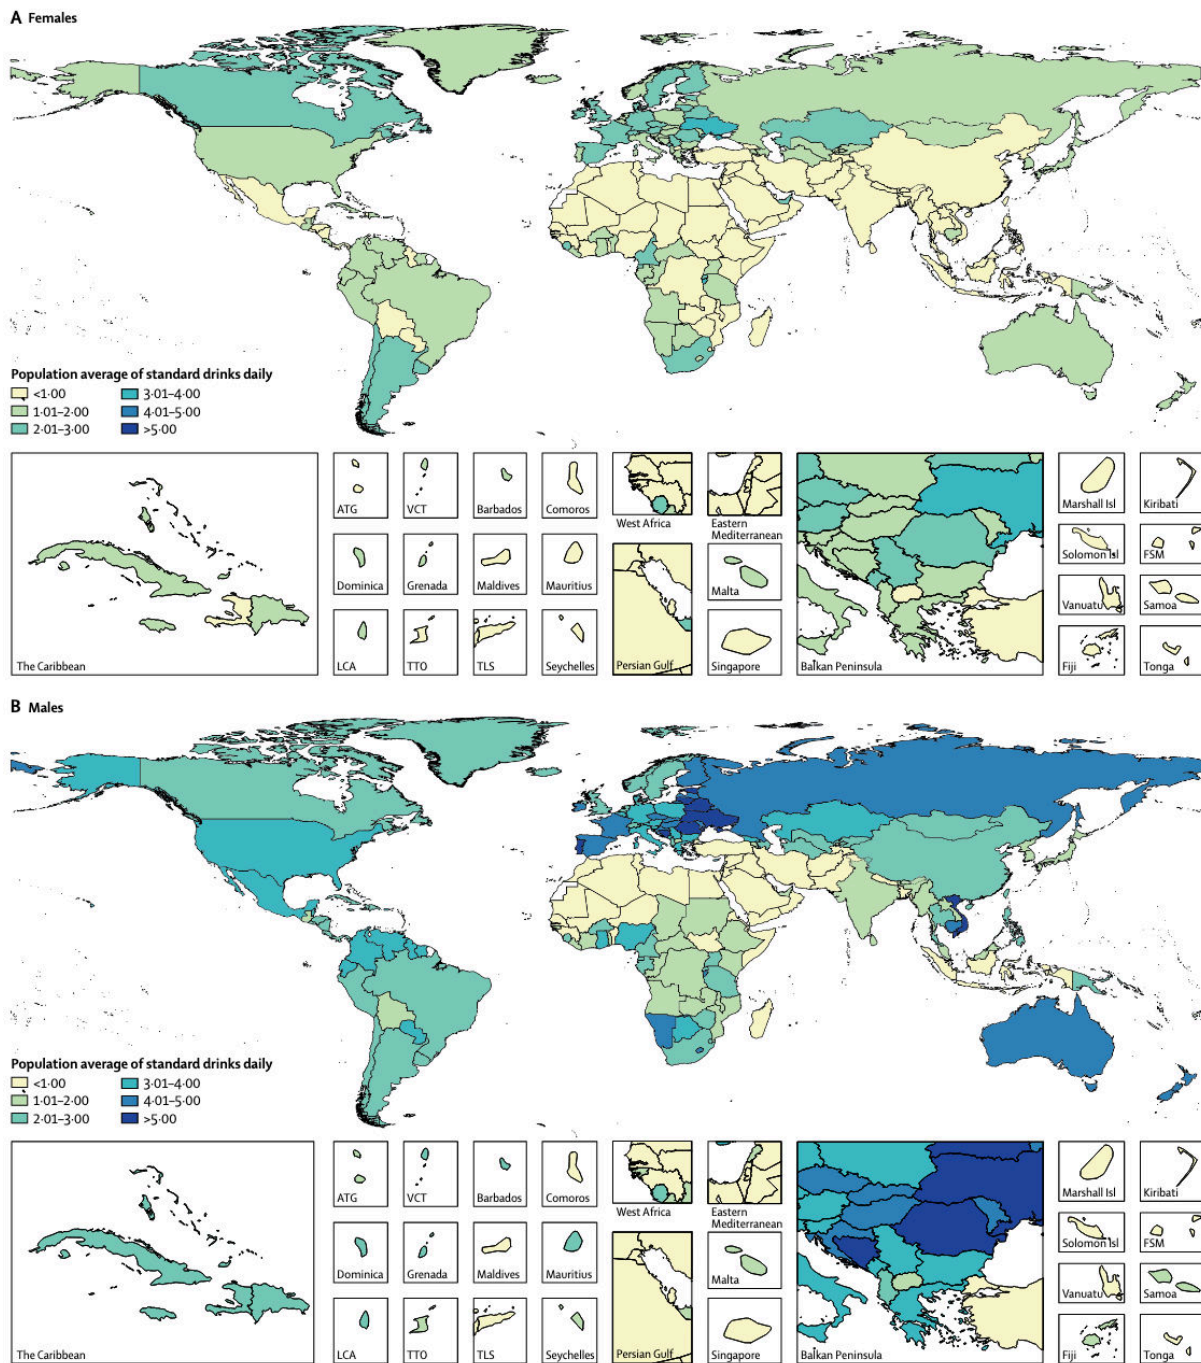 A Females
Population average of standard drinks daily
<1·00
1·01–2·00
2·01–3·00
3·01–4·00
4·01–5·00
>5·00
The Caribbean
ATG
VCT
Barbados
Comoros
Dominica
Grenada
Maldives
Mauritius
LCA
TTO
TLS
Seychelles
West Africa
Eastern
Mediterranean
Persian Gulf
Malta
Singapore
Balkan Peninsula
Marshall Isl
Kiribati
Solomon Isl
FSM
Vanuatu
Samoa
Fiji
Tonga
B Males
Population average of standard drinks daily
<1·00
1·01–2·00
2·01–3·00
3·01–4·00
4·01–5·00
>5·00
The Caribbean
ATG
VCT
Barbados
Comoros
Dominica
Grenada
Maldives
Mauritius
LCA
TTO
TLS
Seychelles
West Africa
Eastern
Mediterranean
Persian Gulf
Malta
Singapore
Balkan Peninsula
Marshall Isl
Kiribati
Solomon Isl
FSM
Vanuatu
Samoa
Fiji
Tonga